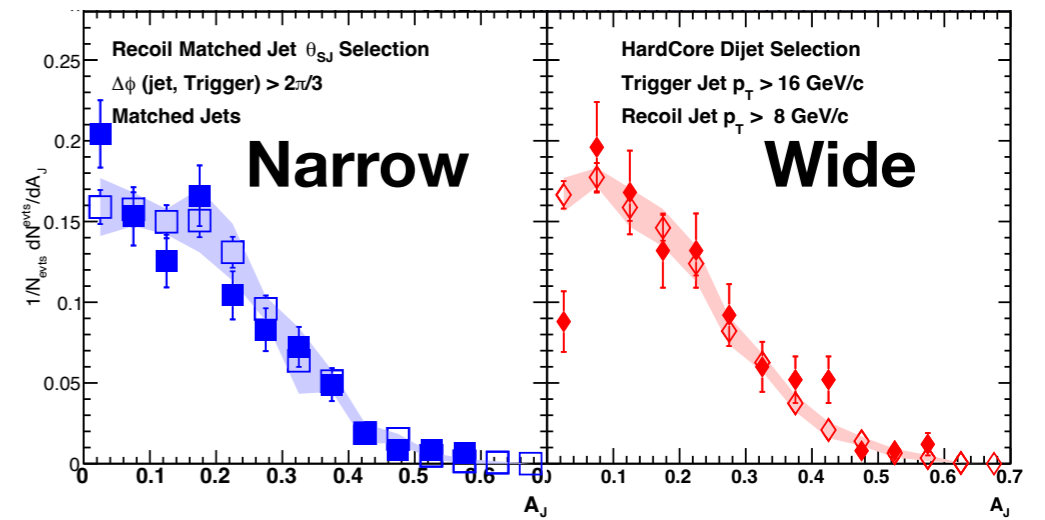 Recoil Matched Jet θSJ Selection
Δϕ (jet, Trigger) > 2π/3
Matched Jets
Narrow
HardCore Dijet Selection
Trigger Jet pT > 16 GeV/c
Recoil Jet pT > 8 GeV/c
Wide
1/Nevts dNevts/dAJ
0.25
0.2
0.15
0.1
0.05
0
0 0.1 0.2 0.3 0.4 0.5 0.6 0.1 0.2 0.3 0.4 0.5 0.6 0.7
AJ AJ